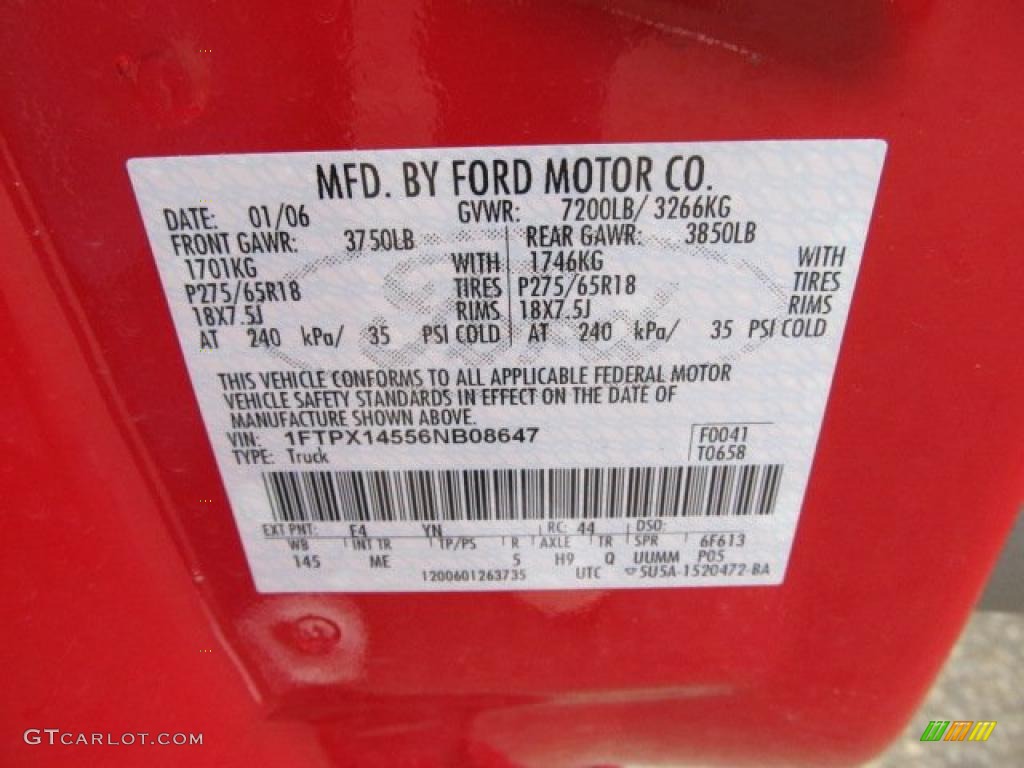 MFD. BY FORD MOTOR CO.
DATE: 01/06 GVWR: 7200LB/ 3266KG
FRONT GAWR: 3750LB REAR GAWR: 3850LB
1701KG WITH 1746KG WITH
P275/65R18 TIRES P275/65R18 TIRES
18X7.5J RIMS 18X7.5J RIMS
AT 240 kPa/ 35 PSI COLD AT 240 kPa/ 35 PSI COLD
Ford
THIS VEHICLE CONFORMS TO ALL APPLICABLE FEDERAL MOTOR
VEHICLE SAFETY STANDARDS IN EFFECT ON THE DATE OF
MANUFACTURE SHOWN ABOVE.
VIN: 1FTPX14556NB08647 F0041
TYPE: Truck T0658
EXT PNT: F4 YN RC: 44 DSO:
WB INT TR TP/PS R AXLE TR SPR 6F613
145 ME 5 H9 Q UUMM P05
1200601263735 UTC 5U5A-1520472-BA
GTCARLOT.COM